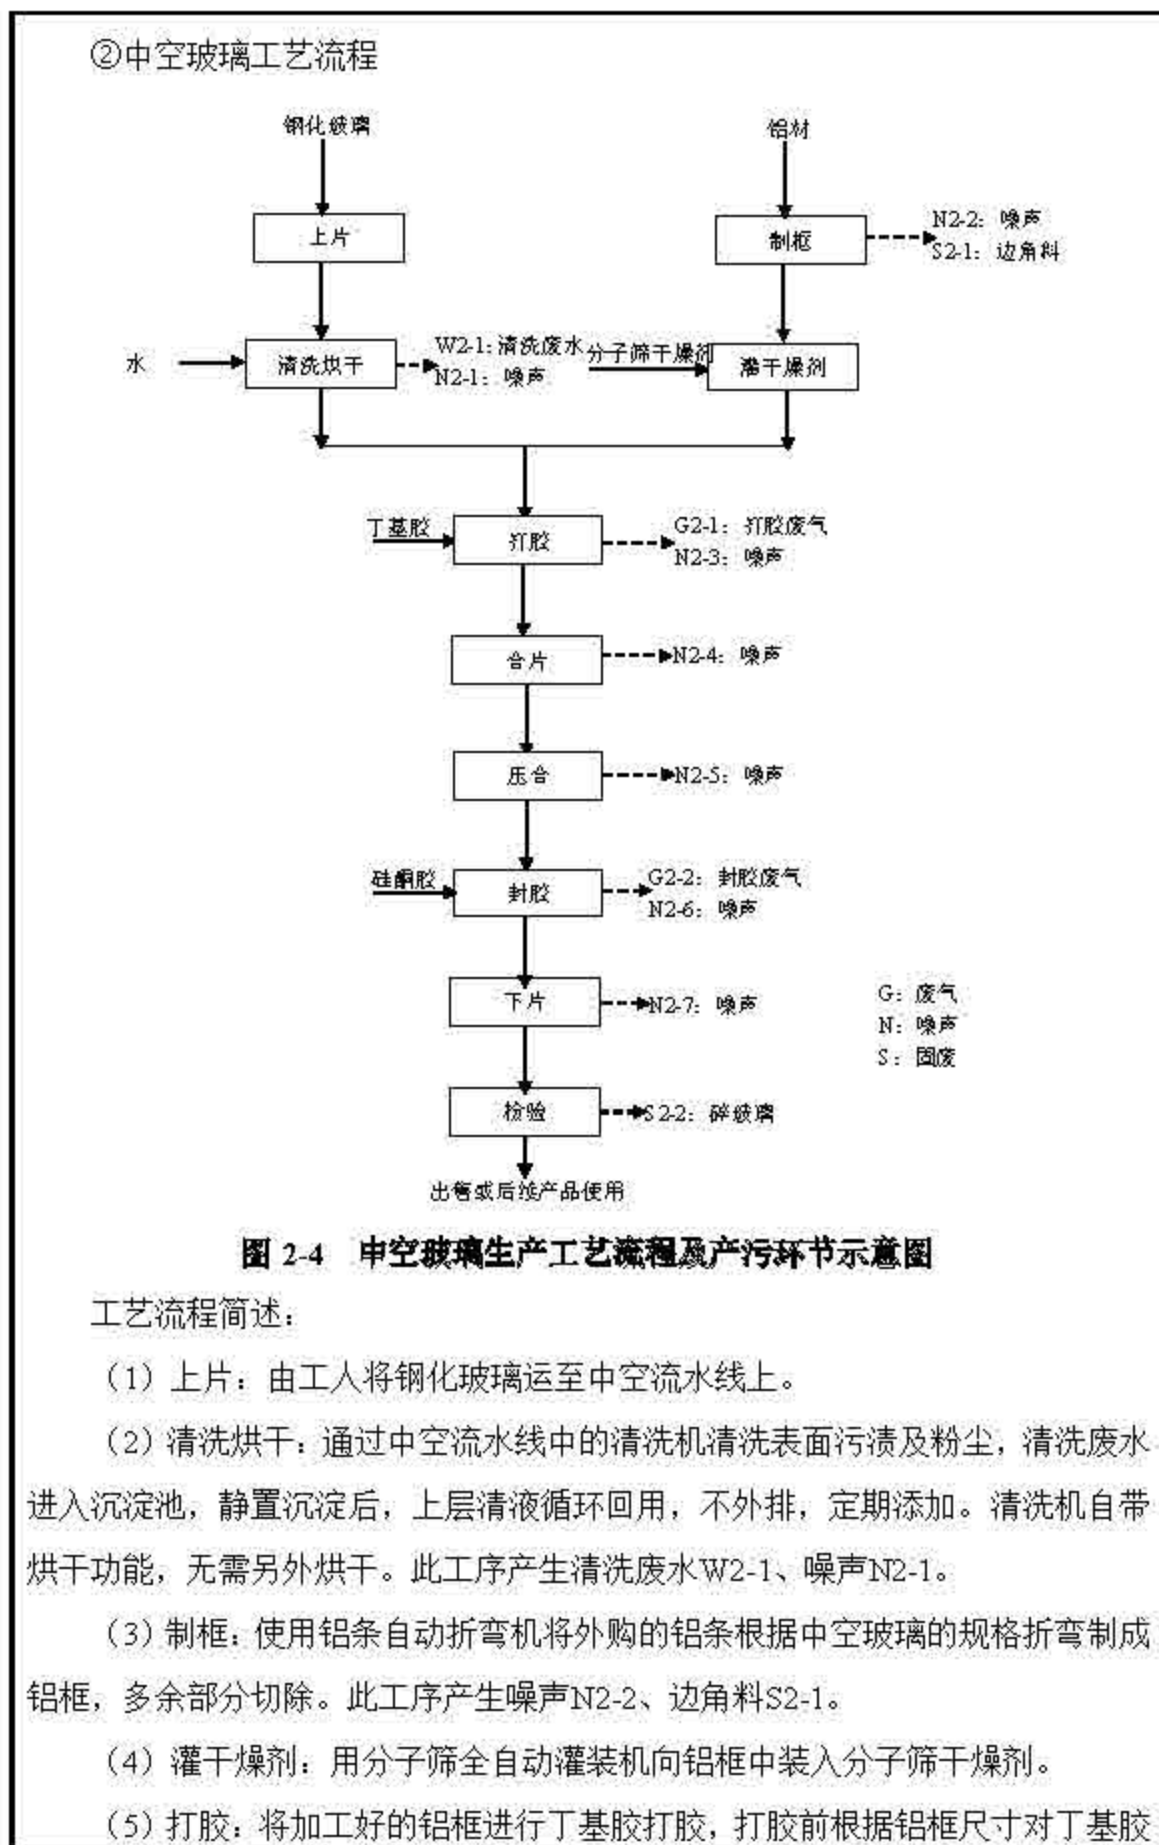 ②中空玻璃工艺流程
钢化玻璃
铝材
上片
制框
N2-2：噪声
S2-1：边角料
水
清洗烘干
W2-1：清洗废水
N2-1：噪声
分子筛干燥剂
灌干燥剂
丁基胶
打胶
G2-1：打胶废气
N2-3：噪声
合片
N2-4：噪声
压合
N2-5：噪声
硅酮胶
封胶
G2-2：封胶废气
N2-6：噪声
下片
N2-7：噪声
G：废气
N：噪声
S：固废
检验
S2-2：碎玻璃
出售或后续产品使用
图 2-4 中空玻璃生产工艺流程及产污环节示意图
工艺流程简述：
（1）上片：由工人将钢化玻璃运至中空流水线上。
（2）清洗烘干：通过中空流水线中的清洗机清洗表面污渍及粉尘，清洗废水
进入沉淀池，静置沉淀后，上层清液循环回用，不外排，定期添加。清洗机自带
烘干功能，无需另外烘干。此工序产生清洗废水W2-1、噪声N2-1。
（3）制框：使用铝条自动折弯机将外购的铝条根据中空玻璃的规格折弯制成
铝框，多余部分切除。此工序产生噪声N2-2、边角料S2-1。
（4）灌干燥剂：用分子筛全自动灌装机向铝框中装入分子筛干燥剂。
（5）打胶：将加工好的铝框进行丁基胶打胶，打胶前根据铝框尺寸对丁基胶